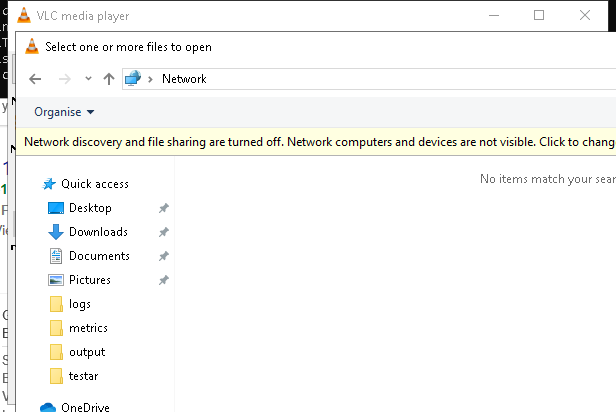 VLC media player
Select one or more files to open
Network
Organise
Network discovery and file sharing are turned off. Network computers and devices are not visible. Click to chang
No items match your sear
Quick access
Desktop
Downloads
Documents
Pictures
logs
metrics
output
testar
OneDrive